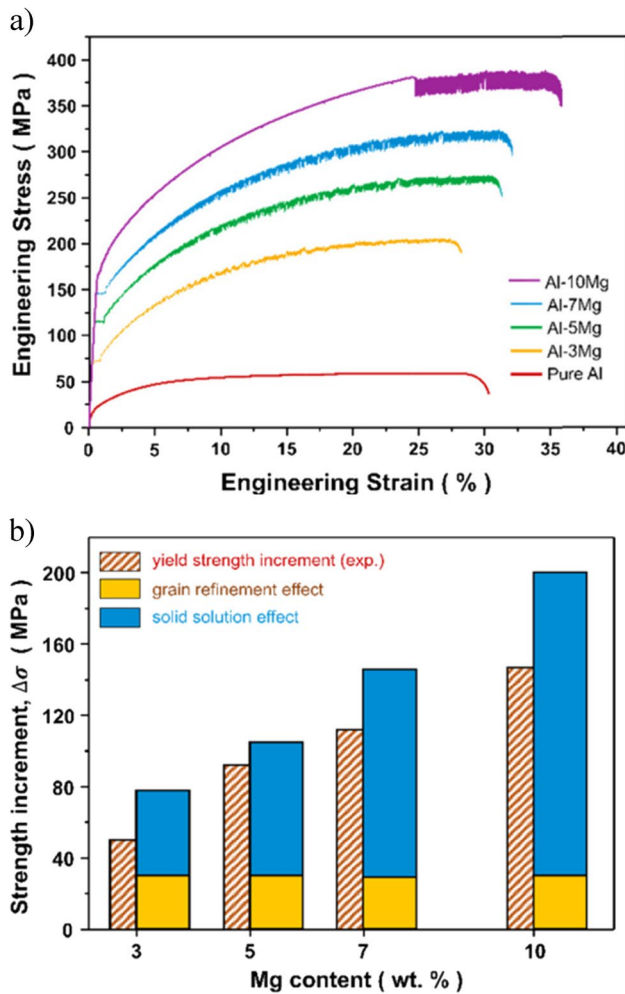 a)
Engineering Stress ( MPa )
400
350
300
250
200
150
100
50
0
Al-10Mg
Al-7Mg
Al-5Mg
Al-3Mg
Pure Al
0 5 10 15 20 25 30 35 40
Engineering Strain ( % )
b)
Strength increment, Δσ ( MPa )
200
160
120
80
40
0
yield strength increment (exp.)
grain refinement effect
solid solution effect
3 5 7 10
Mg content ( wt. % )